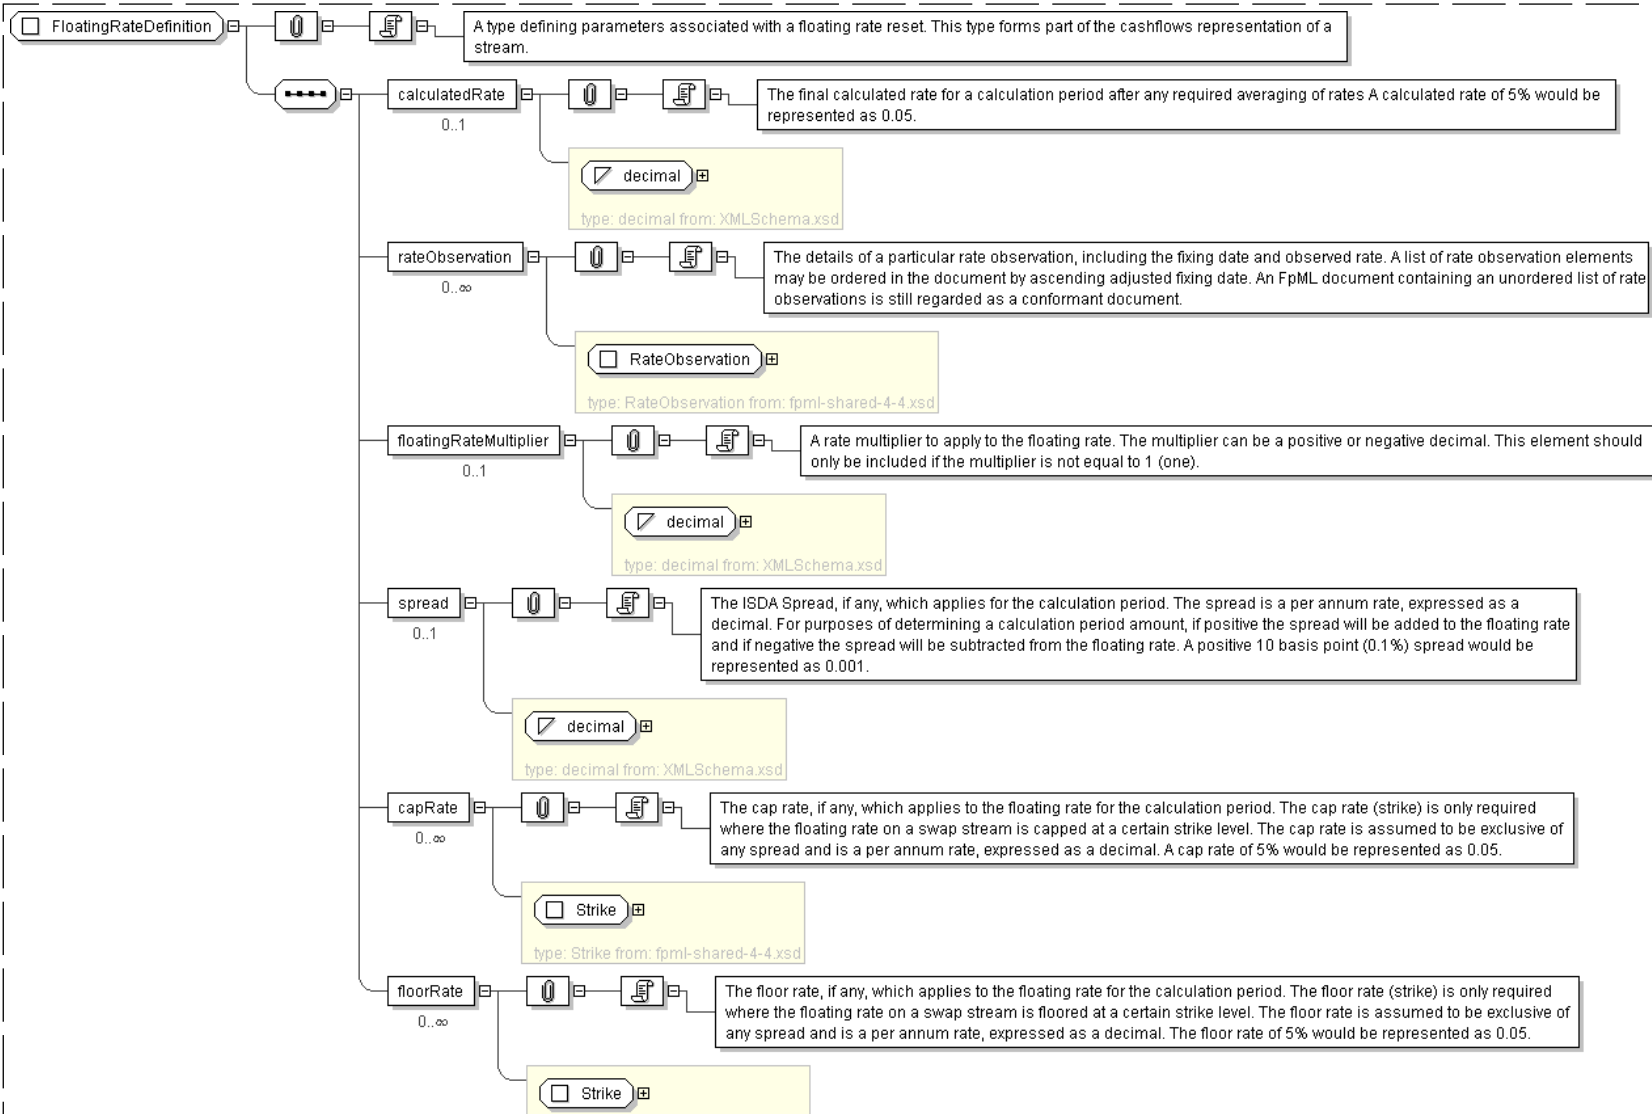 FloatingRateDefinition
A type defining parameters associated with a floating rate reset. This type forms part of the cashflows representation of a
stream.
calculatedRate
0..1
The final calculated rate for a calculation period after any required averaging of rates A calculated rate of 5% would be
represented as 0.05.
decimal
type: decimal from: XMLSchema.xsd
rateObservation
0..∞
The details of a particular rate observation, including the fixing date and observed rate. A list of rate observation elements
may be ordered in the document by ascending adjusted fixing date. An FpML document containing an unordered list of rate
observations is still regarded as a conformant document.
RateObservation
type: RateObservation from: fpml-shared-4-4.xsd
floatingRateMultiplier
0..1
A rate multiplier to apply to the floating rate. The multiplier can be a positive or negative decimal. This element should
only be included if the multiplier is not equal to 1 (one).
decimal
type: decimal from: XMLSchema.xsd
spread
0..1
The ISDA Spread, if any, which applies for the calculation period. The spread is a per annum rate, expressed as a
decimal. For purposes of determining a calculation period amount, if positive the spread will be added to the floating rate
and if negative the spread will be subtracted from the floating rate. A positive 10 basis point (0.1%) spread would be
represented as 0.001.
decimal
type: decimal from: XMLSchema.xsd
capRate
0..∞
The cap rate, if any, which applies to the floating rate for the calculation period. The cap rate (strike) is only required
where the floating rate on a swap stream is capped at a certain strike level. The cap rate is assumed to be exclusive of
any spread and is a per annum rate, expressed as a decimal. A cap rate of 5% would be represented as 0.05.
Strike
type: Strike from: fpml-shared-4-4.xsd
floorRate
0..∞
The floor rate, if any, which applies to the floating rate for the calculation period. The floor rate (strike) is only required
where the floating rate on a swap stream is floored at a certain strike level. The floor rate is assumed to be exclusive of
any spread and is a per annum rate, expressed as a decimal. The floor rate of 5% would be represented as 0.05.
Strike